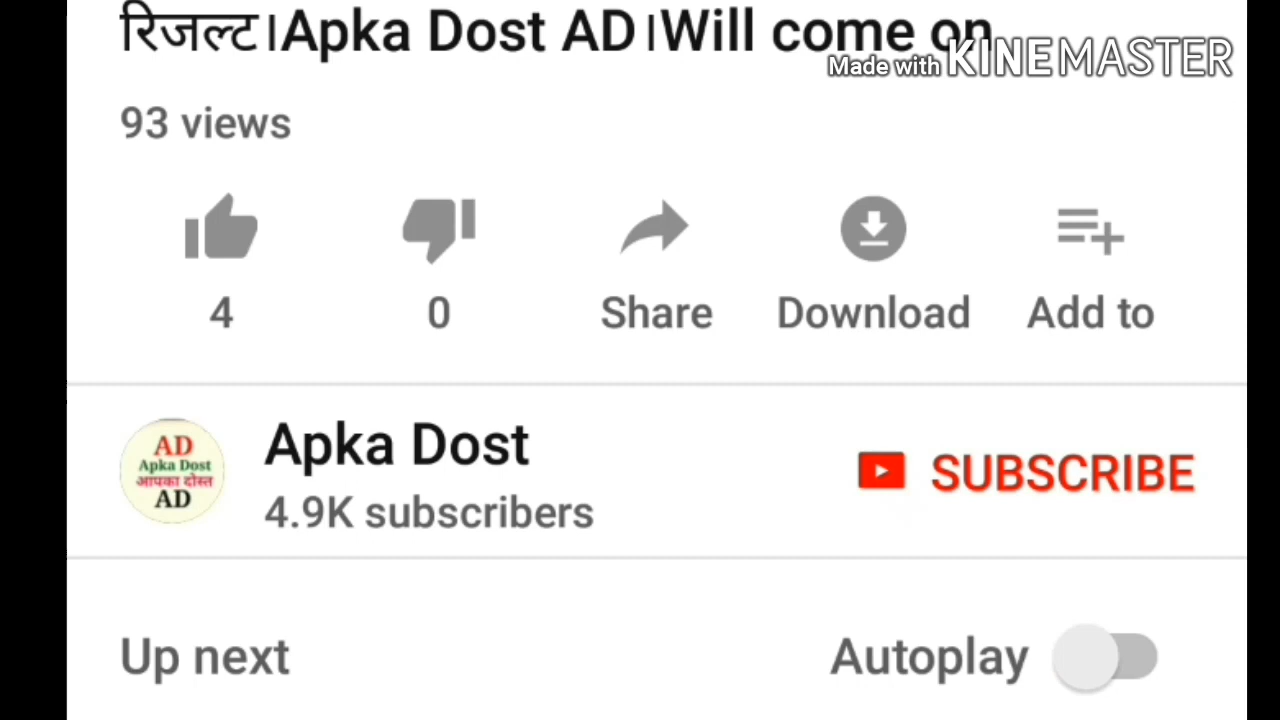 रिजल्ट।Apka Dost AD।Will come on
Made with KINEMASTER
93 views
4 0 Share Download Add to
AD
Apka Dost
आपका दोस्त
AD
Apka Dost
4.9K subscribers
SUBSCRIBE
Up next Autoplay